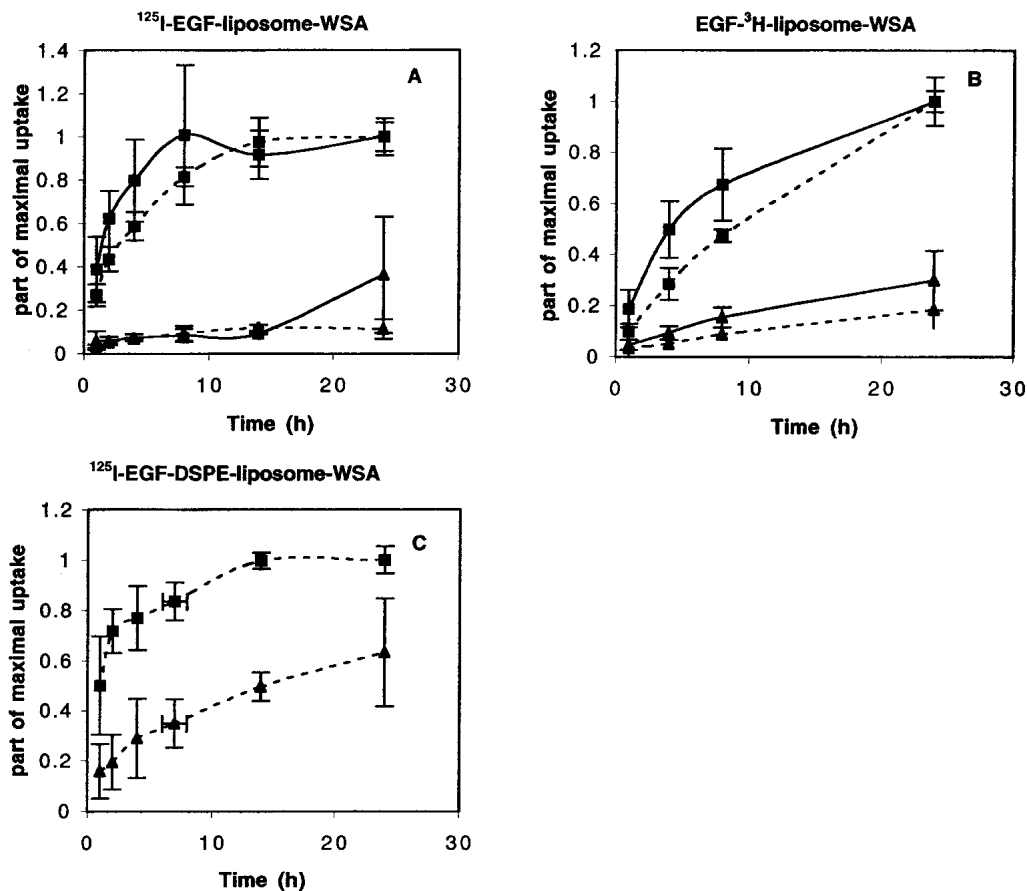 ¹²⁵I-EGF-liposome-WSA
A
part of maximal uptake
1.4
1.2
1
0.8
0.6
0.4
0.2
0
0 10 20 30
Time (h)
EGF-³H-liposome-WSA
B
part of maximal uptake
1.2
1
0.8
0.6
0.4
0.2
0
0 10 20 30
Time (h)
¹²⁵I-EGF-DSPE-liposome-WSA
C
part of maximal uptake
1.2
1
0.8
0.6
0.4
0.2
0
0 10 20 30
Time (h)